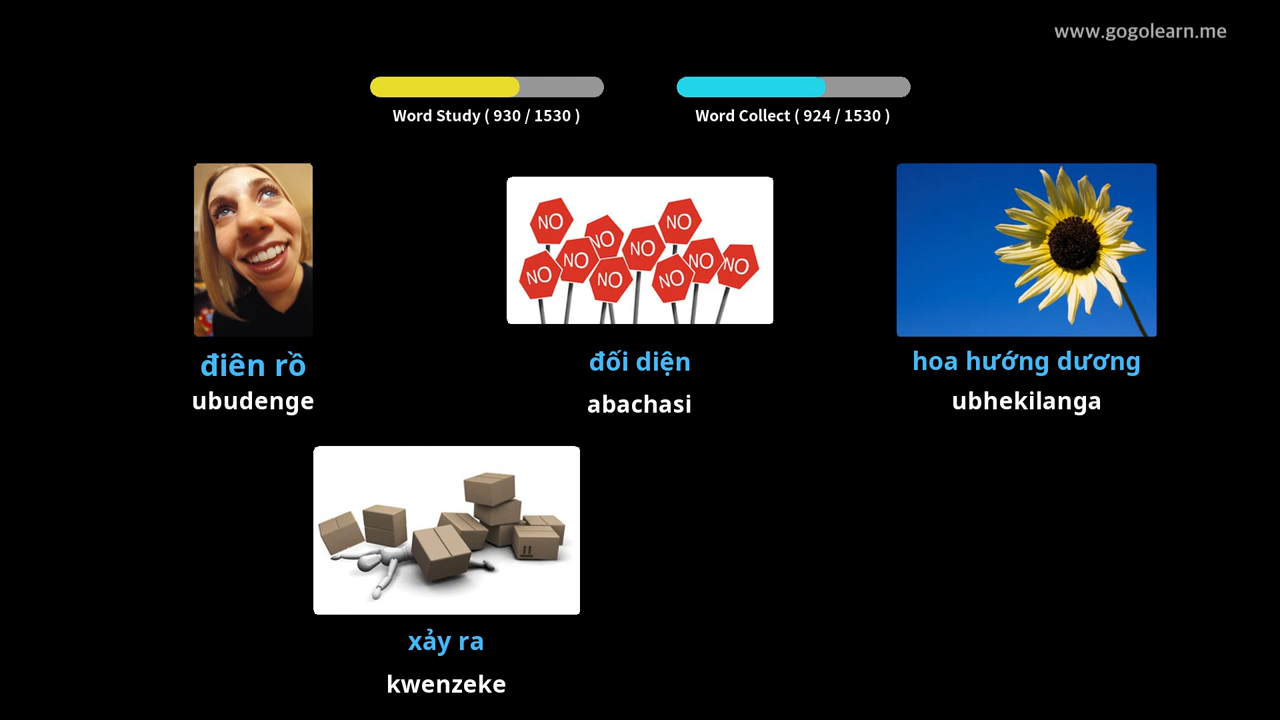 www.gogolearn.me
Word Study ( 930 / 1530 )
Word Collect ( 924 / 1530 )
NO
NO
NO
NO
NO
NO
NO
NO
NO
NO
điên rồ
ubudenge
đối diện
abachasi
hoa hướng dương
ubhekilanga
xảy ra
kwenzeke